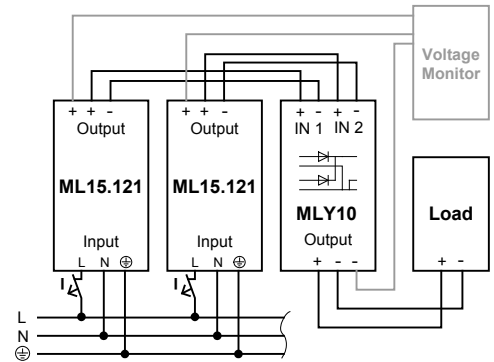 Voltage
Monitor
+ + -
+ + -
+ - + -
Output
Output
IN 1 IN 2
ML15.121
ML15.121
MLY10
Load
Input
Input
Output
L N ⏚
L N ⏚
+ - -
+ -
I
I
L
N
⏚